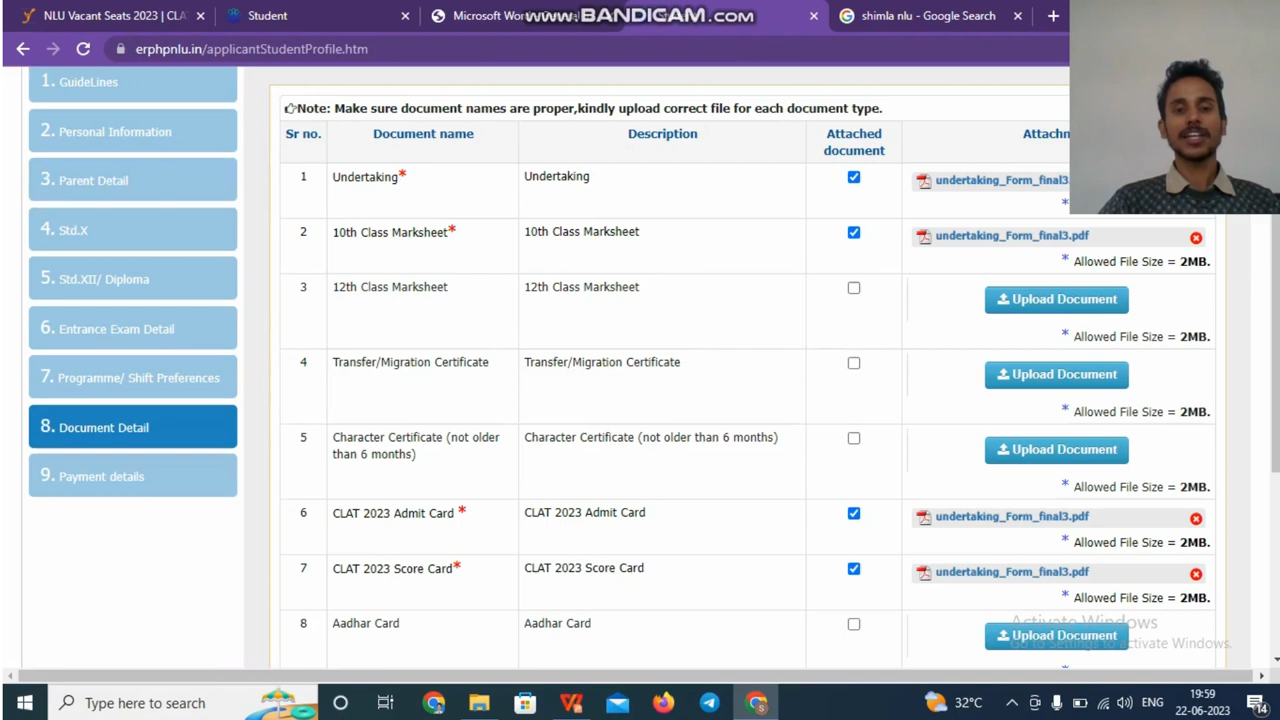 NLU Vacant Seats 2023 | CLA
Student
Microsoft Wor
www.BANDICAM.com
shimla nlu - Google Search
erphpnlu.in/applicantStudentProfile.htm
1. GuideLines
2. Personal Information
3. Parent Detail
4. Std.X
5. Std.XII/ Diploma
6. Entrance Exam Detail
7. Programme/ Shift Preferences
8. Document Detail
9. Payment details
Note: Make sure document names are proper,kindly upload correct file for each document type.
Sr no. Document name Description Attached document Attachm
1 Undertaking* Undertaking undertaking_Form_final3.
*
2 10th Class Marksheet* 10th Class Marksheet undertaking_Form_final3.pdf
* Allowed File Size = 2MB.
3 12th Class Marksheet 12th Class Marksheet Upload Document
* Allowed File Size = 2MB.
4 Transfer/Migration Certificate Transfer/Migration Certificate Upload Document
* Allowed File Size = 2MB.
5 Character Certificate (not older than 6 months) Character Certificate (not older than 6 months) Upload Document
* Allowed File Size = 2MB.
6 CLAT 2023 Admit Card * CLAT 2023 Admit Card undertaking_Form_final3.pdf
* Allowed File Size = 2MB.
7 CLAT 2023 Score Card* CLAT 2023 Score Card undertaking_Form_final3.pdf
* Allowed File Size = 2MB.
8 Aadhar Card Aadhar Card Upload Document
Activate Windows
Go to Settings to activate Windows.
Type here to search
32°C
ENG
19:59
22-06-2023
14